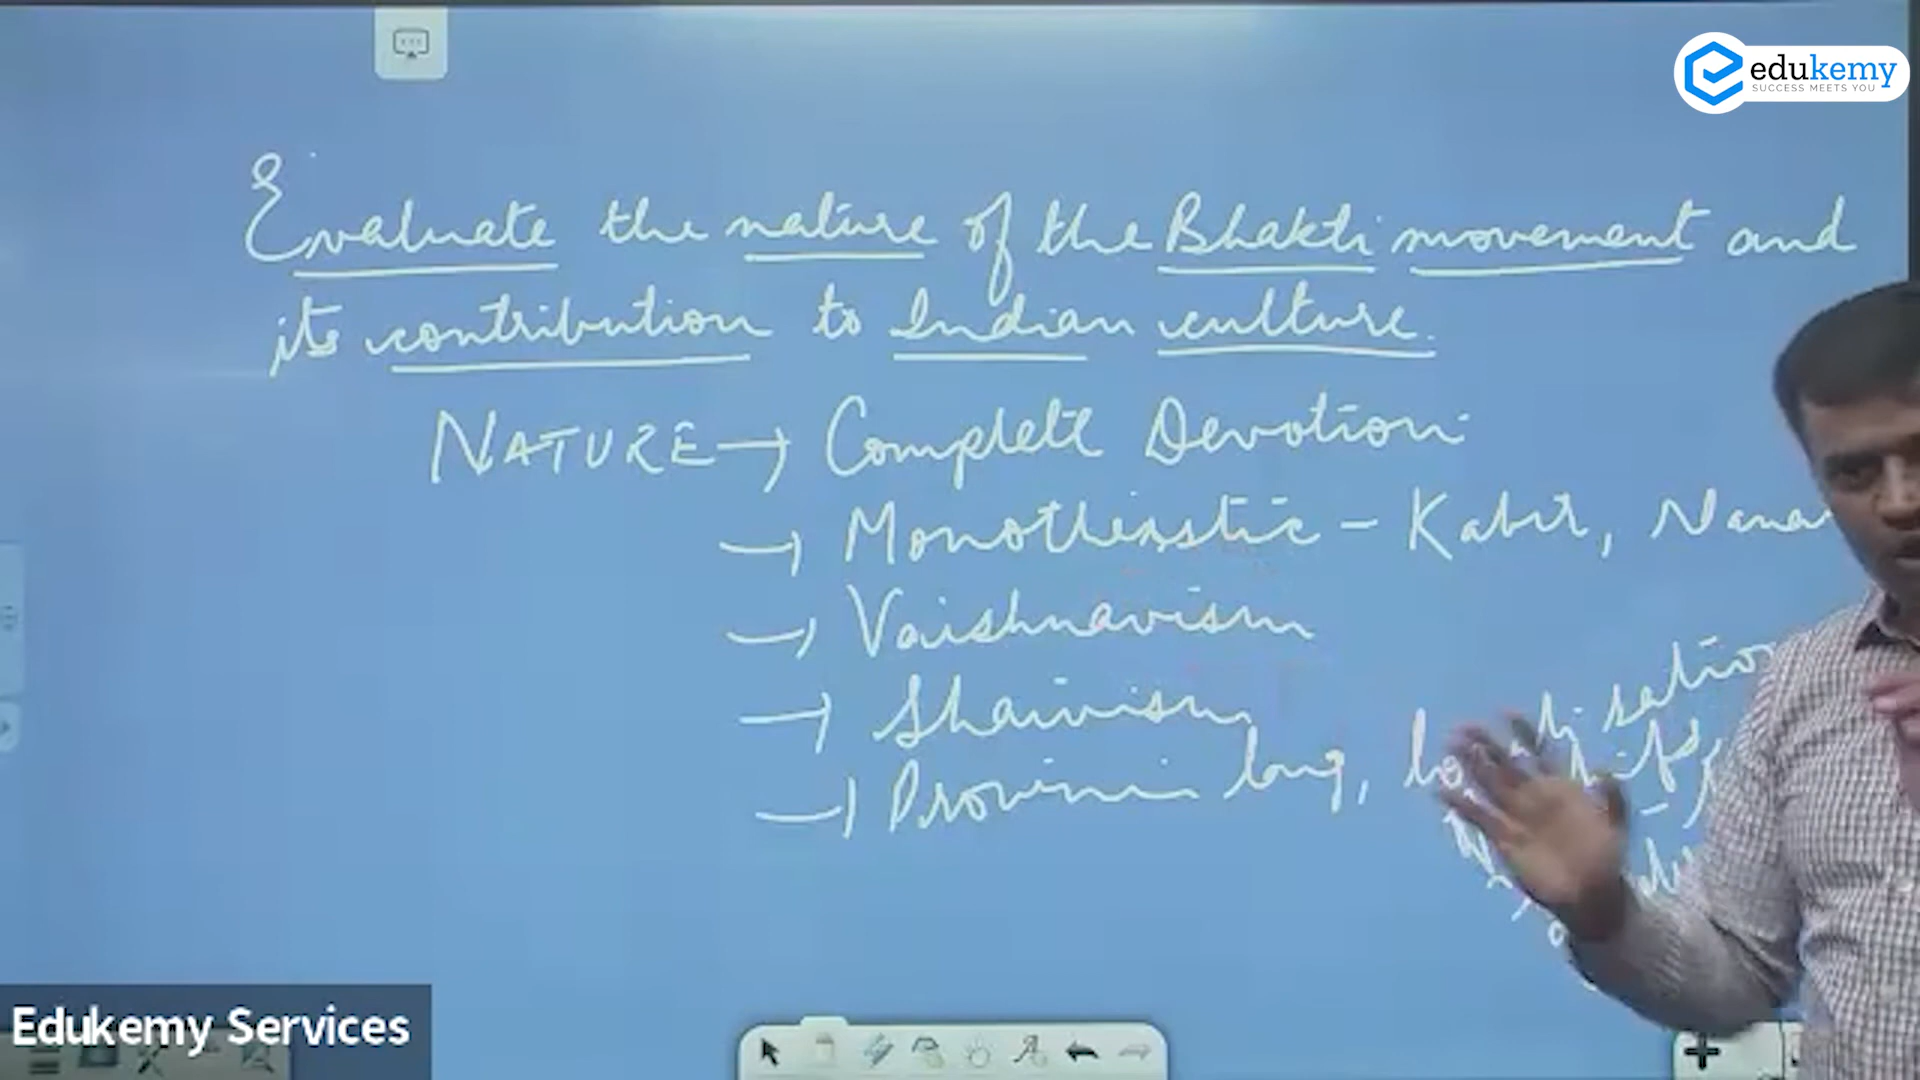 edukemy
SUCCESS MEETS YOU
Evaluate the nature of the Bhakti movement and
its contribution to Indian culture.
NATURE → Complete Devotion
→ Monotheistic - Kabir,
→ Vaishnavism
→ Shaivism
→ lang,
Edukemy Services